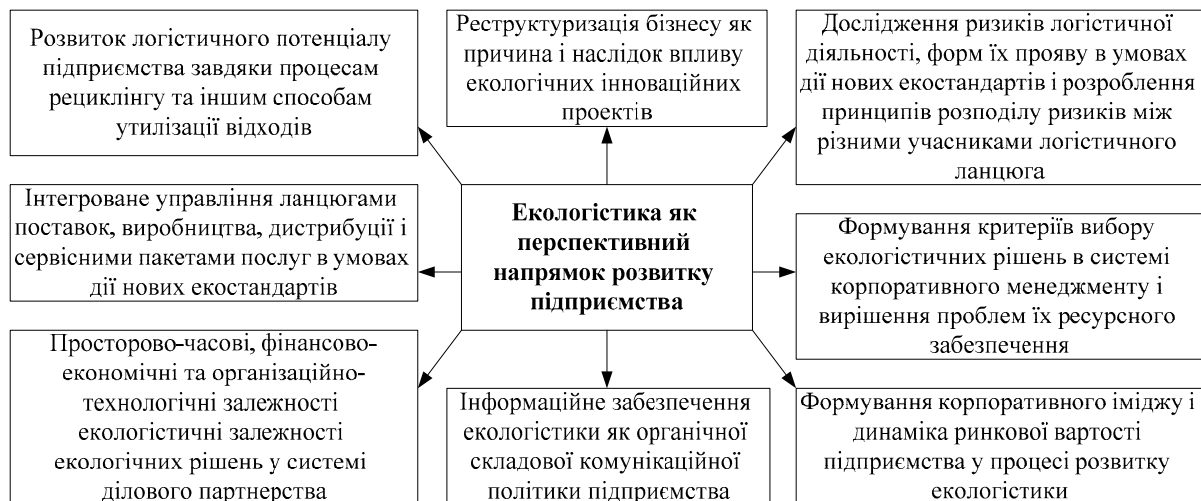 Розвиток логістичного потенціалу
підприємства завдяки процесам
рециклінгу та іншим способам
утилізації відходів
Реструктуризація бізнесу як
причина і наслідок впливу
екологічних інноваційних
проектів
Дослідження ризиків логістичної
діяльності, форм їх прояву в умовах
дії нових екостандартів і розроблення
принципів розподілу ризиків між
різними учасниками логістичного
ланцюга
Інтегроване управління ланцюгами
поставок, виробництва, дистрибуції і
сервісними пакетами послуг в умовах
дії нових екостандартів
Екологістика як
перспективний
напрямок розвитку
підприємства
Формування критеріїв вибору
екологістичних рішень в системі
корпоративного менеджменту і
вирішення проблем їх ресурсного
забезпечення
Просторово-часові, фінансово-
економічні та організаційно-
технологічні залежності
екологістичні залежності
екологічних рішень у системі
ділового партнерства
Інформаційне забезпечення
екологістики як органічної
складової комунікаційної
політики підприємства
Формування корпоративного іміджу і
динаміка ринкової вартості
підприємства у процесі розвитку
екологістики